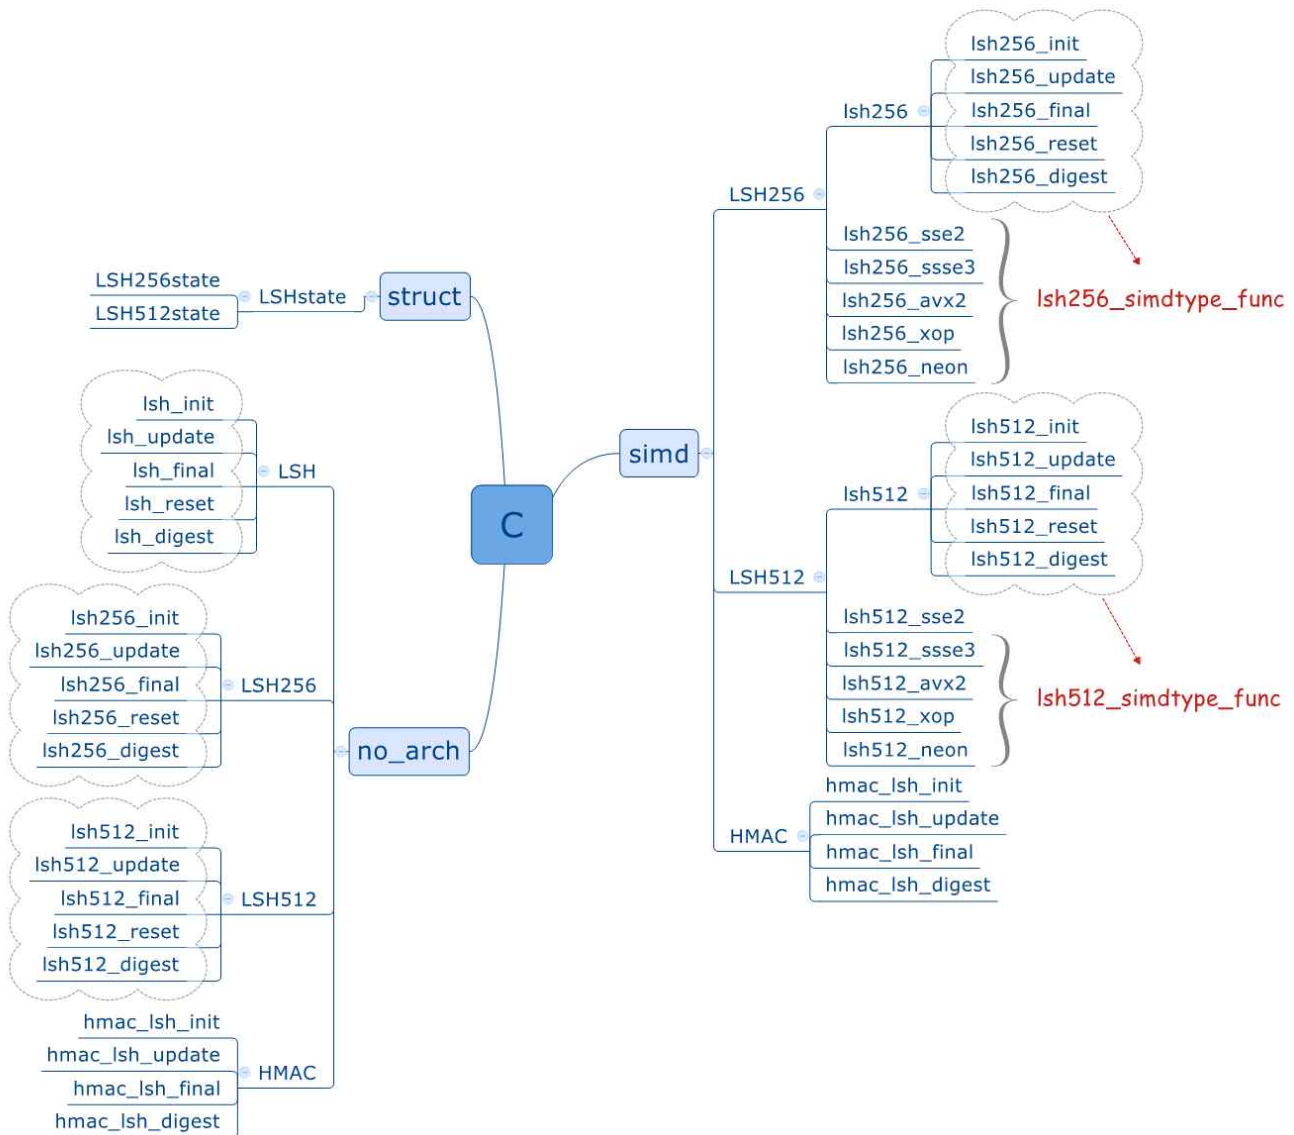 C
struct
LSHstate
LSH256state
LSH512state
no_arch
LSH
lsh_init
lsh_update
lsh_final
lsh_reset
lsh_digest
LSH256
lsh256_init
lsh256_update
lsh256_final
lsh256_reset
lsh256_digest
LSH512
lsh512_init
lsh512_update
lsh512_final
lsh512_reset
lsh512_digest
HMAC
hmac_lsh_init
hmac_lsh_update
hmac_lsh_final
hmac_lsh_digest
simd
LSH256
lsh256
lsh256_init
lsh256_update
lsh256_final
lsh256_reset
lsh256_digest
lsh256_sse2
lsh256_ssse3
lsh256_avx2
lsh256_xop
lsh256_neon
lsh256_simdtype_func
LSH512
lsh512
lsh512_init
lsh512_update
lsh512_final
lsh512_reset
lsh512_digest
lsh512_sse2
lsh512_ssse3
lsh512_avx2
lsh512_xop
lsh512_neon
lsh512_simdtype_func
HMAC
hmac_lsh_init
hmac_lsh_update
hmac_lsh_final
hmac_lsh_digest